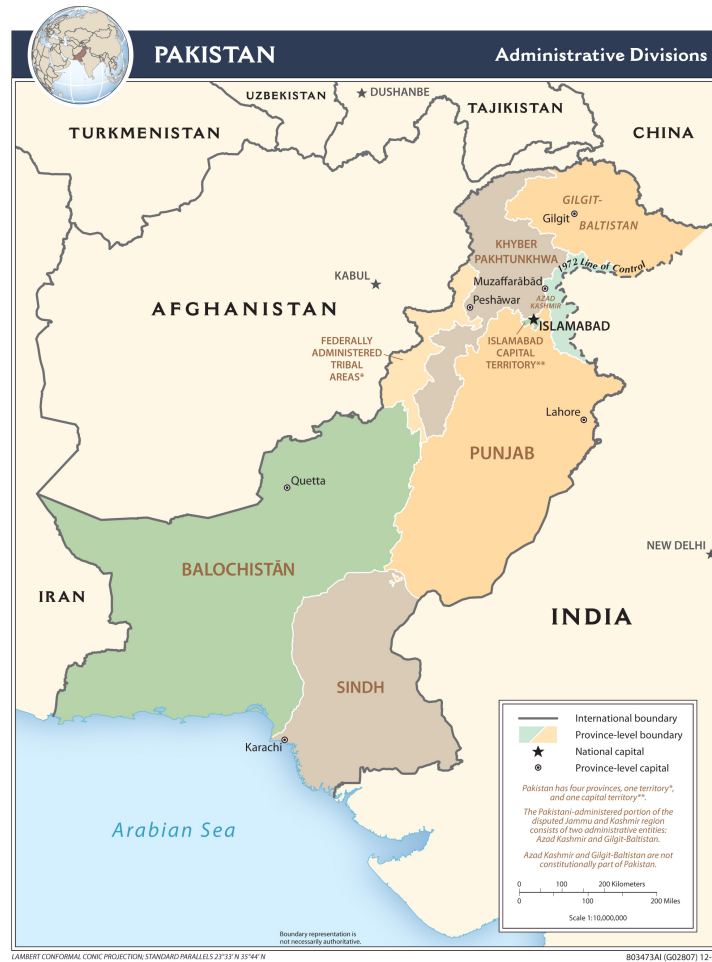 PAKISTAN
Administrative Divisions
UZBEKISTAN
DUSHANBE
TAJIKISTAN
TURKMENISTAN
CHINA
GILGIT-
BALTISTAN
Gilgit
KHYBER
PAKHTUNKHWA
1972 Line of Control
KABUL
Muzaffarābād
AZAD
KASHMIR
Peshāwar
AFGHANISTAN
ISLAMABAD
FEDERALLY
ADMINISTERED
TRIBAL
AREAS*
ISLAMABAD
CAPITAL
TERRITORY**
Lahore
PUNJAB
Quetta
NEW DELHI
BALOCHISTĀN
IRAN
INDIA
SINDH
Karachi
Arabian Sea
International boundary
Province-level boundary
National capital
Province-level capital
Pakistan has four provinces, one territory*,
and one capital territory**.
The Pakistani-administered portion of the
disputed Jammu and Kashmir region
consists of two administrative entities:
Azad Kashmir and Gilgit-Baltistan.
Azad Kashmir and Gilgit-Baltistan are not
constitutionally part of Pakistan.
0 100 200 Kilometers
0 100 200 Miles
Scale 1:10,000,000
Boundary representation is
not necessarily authoritative.
LAMBERT CONFORMAL CONIC PROJECTION; STANDARD PARALLELS 23°33' N 35°44' N
803473AI (G02807) 12-